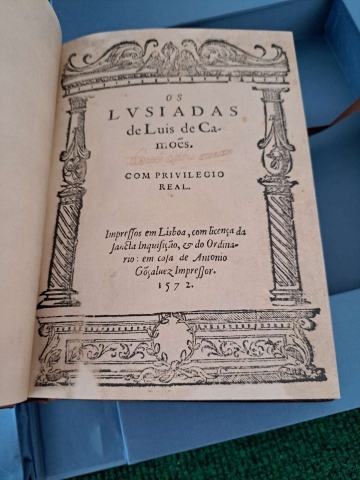 OS
LVSIADAS
de Luis de Ca-
mões.
COM PRIVILEGIO
REAL.
Impressos em Lisboa, com licença da
sancta Inquisição, & do Ordina-
rio: em casa de Antonio
Gõçaluez Impressor.
1572.